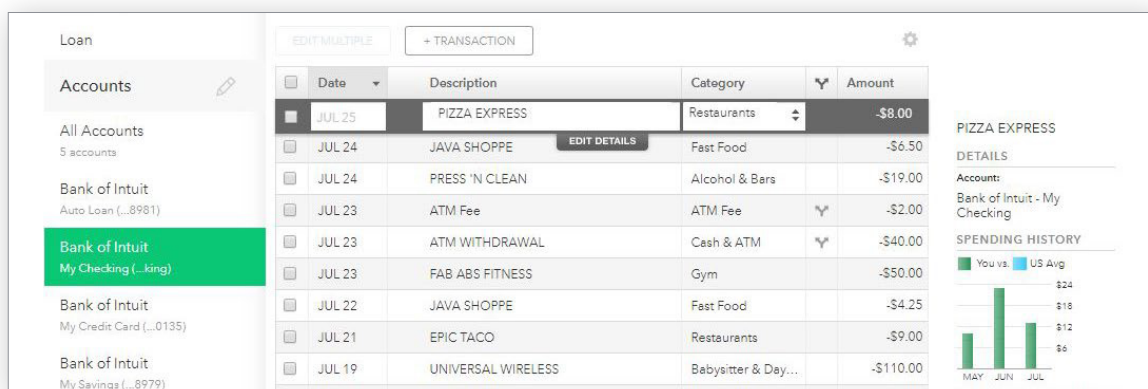 Loan
Accounts
All Accounts
5 accounts
Bank of Intuit
Auto Loan (...8981)
Bank of Intuit
My Checking (...king)
Bank of Intuit
My Credit Card (...0135)
Bank of Intuit
My Savings (...8979)
EDIT MULTIPLE + TRANSACTION
Date Description Category Amount
JUL 25 PIZZA EXPRESS Restaurants -$8.00
EDIT DETAILS
JUL 24 JAVA SHOPPE Fast Food -$6.50
JUL 24 PRESS 'N CLEAN Alcohol & Bars -$19.00
JUL 23 ATM Fee ATM Fee -$2.00
JUL 23 ATM WITHDRAWAL Cash & ATM -$40.00
JUL 23 FAB ABS FITNESS Gym -$50.00
JUL 22 JAVA SHOPPE Fast Food -$4.25
JUL 21 EPIC TACO Restaurants -$9.00
JUL 19 UNIVERSAL WIRELESS Babysitter & Day... -$110.00
PIZZA EXPRESS
DETAILS
Account:
Bank of Intuit - My
Checking
SPENDING HISTORY
You vs. US Avg
$24
$18
$12
$6
MAY JUN JUL